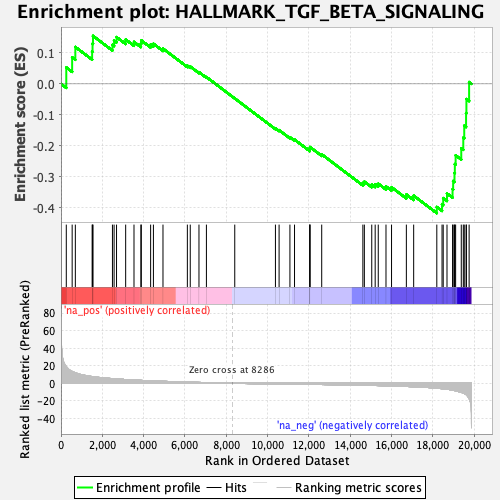 Enrichment plot: HALLMARK_TGF_BETA_SIGNALING
Enrichment score (ES)
0.1
0.0
-0.1
-0.2
-0.3
-0.4
'na_pos' (positively correlated)
Ranked list metric (PreRanked)
80
60
40
20
0
-20
-40
Zero cross at 8286
'na_neg' (negatively correlated)
0 2,000 4,000 6,000 8,000 10,000 12,000 14,000 16,000 18,000 20,000
Rank in Ordered Dataset
Enrichment profile Hits Ranking metric scores